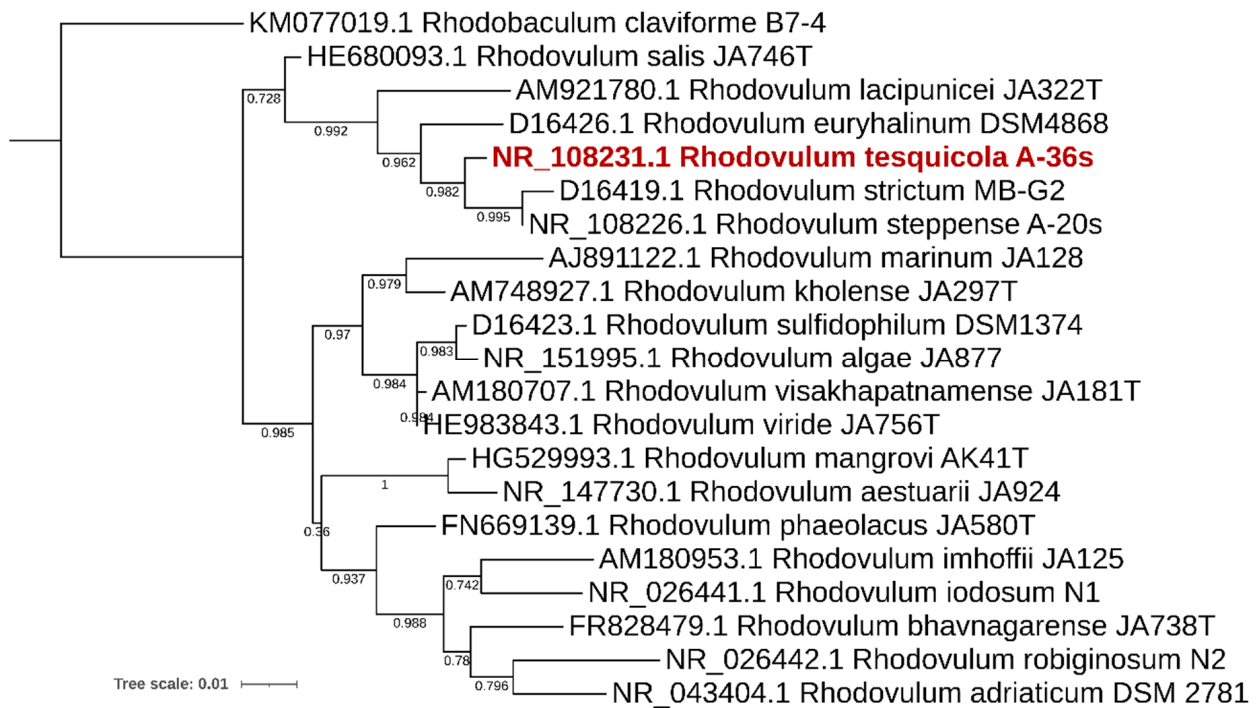 KM077019.1 Rhodobaculum claviforme B7-4
HE680093.1 Rhodovulum salis JA746T
0.728
AM921780.1 Rhodovulum lacipunicei JA322T
0.992
D16426.1 Rhodovulum euryhalinum DSM4868
0.962
NR_108231.1 Rhodovulum tesquicola A-36s
0.982
D16419.1 Rhodovulum strictum MB-G2
0.995
NR_108226.1 Rhodovulum steppense A-20s
AJ891122.1 Rhodovulum marinum JA128
0.979
AM748927.1 Rhodovulum kholense JA297T
0.97
D16423.1 Rhodovulum sulfidophilum DSM1374
0.983
NR_151995.1 Rhodovulum algae JA877
0.984
AM180707.1 Rhodovulum visakhapatnamense JA181T
0.984
HE983843.1 Rhodovulum viride JA756T
0.985
HG529993.1 Rhodovulum mangrovi AK41T
1
NR_147730.1 Rhodovulum aestuarii JA924
0.36
FN669139.1 Rhodovulum phaeolacus JA580T
0.937
AM180953.1 Rhodovulum imhoffii JA125
0.742
NR_026441.1 Rhodovulum iodosum N1
0.988
FR828479.1 Rhodovulum bhavnagarense JA738T
0.78
NR_026442.1 Rhodovulum robiginosum N2
0.796
NR_043404.1 Rhodovulum adriaticum DSM 2781
Tree scale: 0.01